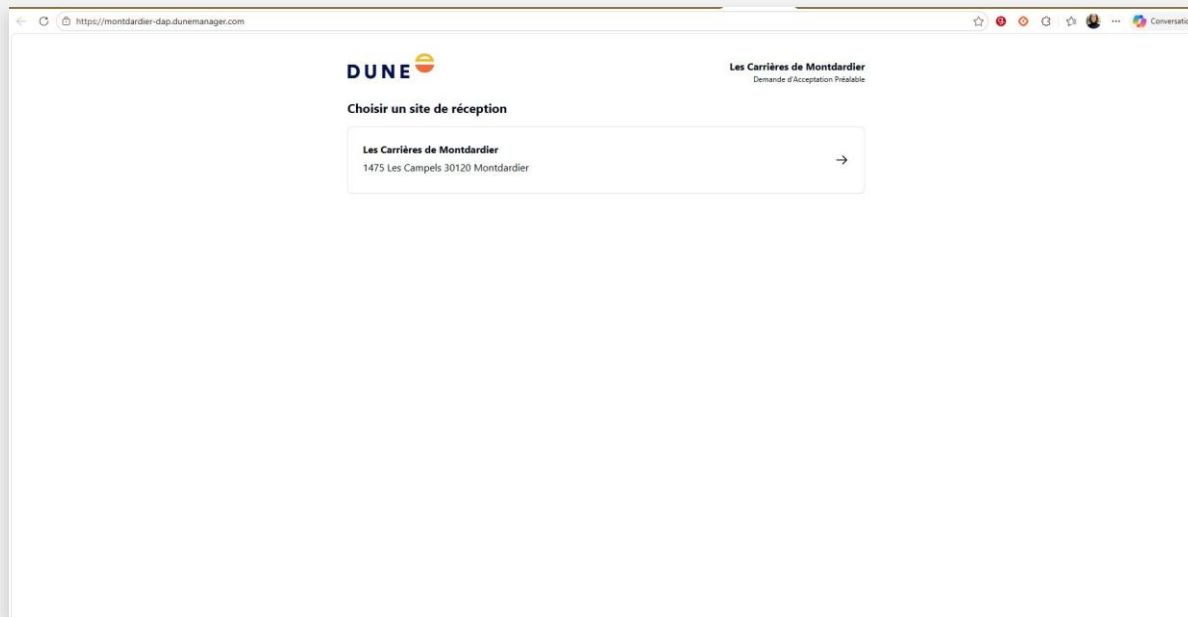 https://montdardier-dap.dunemanager.com
Conversatio
DUNE
Les Carrières de Montdardier
Demande d'Acceptation Préalable
Choisir un site de réception
Les Carrières de Montdardier
1475 Les Campels 30120 Montdardier